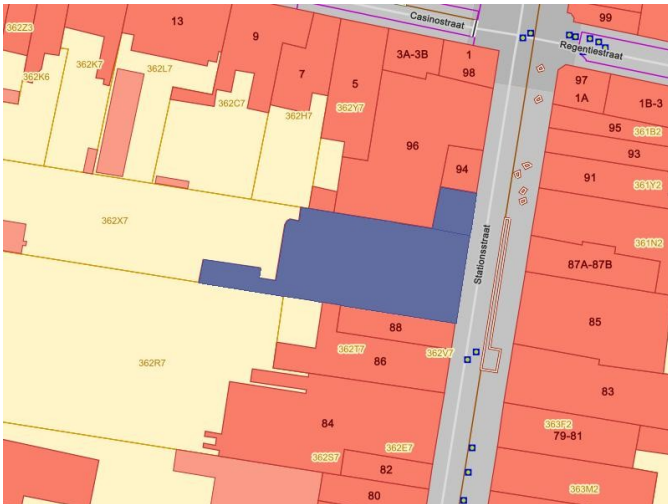 Casinostraat
99
Regentiestraat
362Z3
13
9
3A-3B
1
98
362K6
362K7
362L7
7
5
97
1A
1B-3
362C7
362H7
362Y7
95
361B2
96
93
94
91
361Y2
362X7
361N2
Stationsstraat
87A-87B
88
85
362T7
362V7
86
362R7
83
84
363F2
79-81
362E7
362S7
82
80
363M2